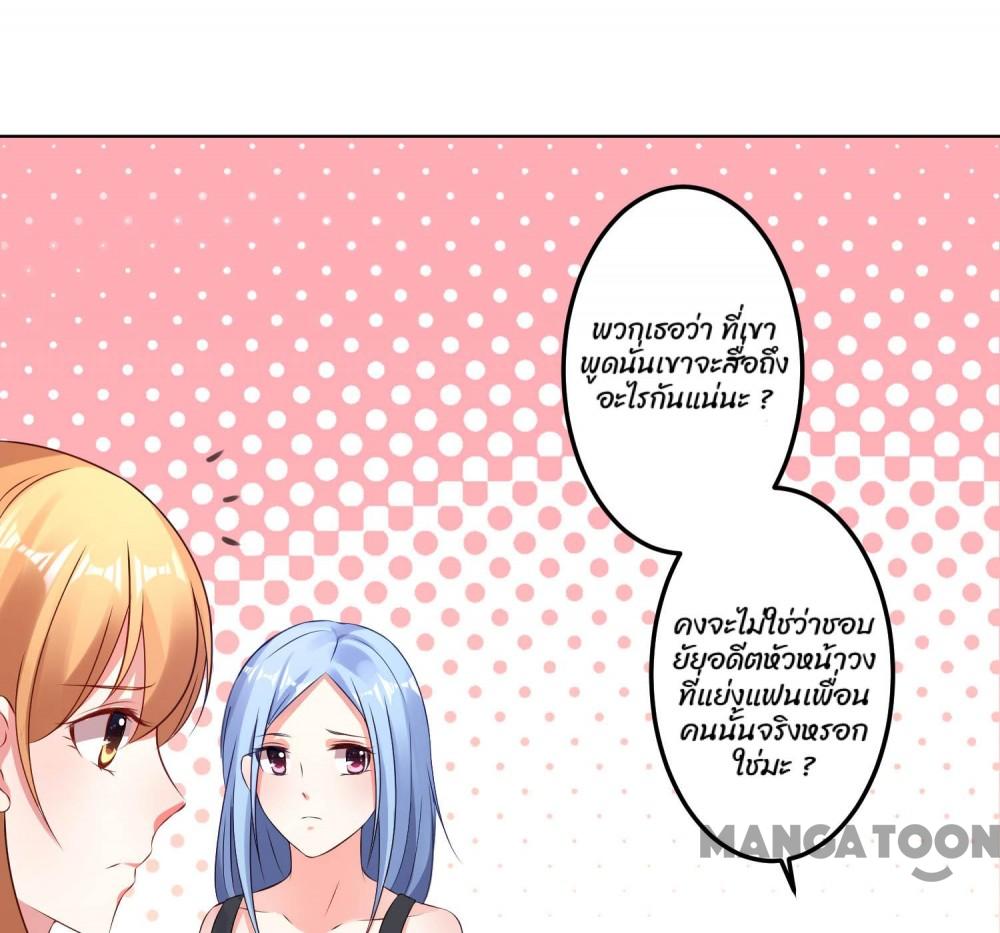 พวกเธอว่า ที่เขา
พูดนั่นเขาจะสื่อถึง
อะไรกันแน่นะ ?
คงจะไม่ใช่ว่าชอบ
ยัยอดีตหัวหน้าวง
ที่แย่งแฟนเพื่อน
คนนั้นจริงหรอก
ใช่มะ ?
MANGATOON